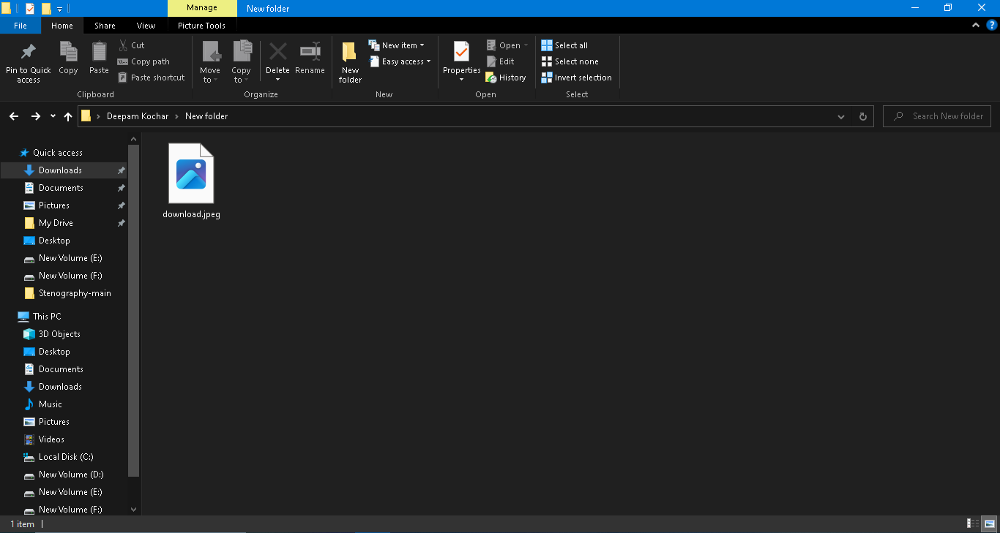 Manage New folder
File Home Share View Picture Tools
Pin to Quick access
Copy
Paste
Cut
Copy path
Paste shortcut
Clipboard
Move to
Copy to
Delete
Rename
Organize
New folder
New item
Easy access
New
Properties
Open
Edit
History
Open
Select all
Select none
Invert selection
Select
Deepam Kochar New folder
Search New folder
Quick access
Downloads
Documents
Pictures
My Drive
Desktop
New Volume (E:)
New Volume (F:)
Stenography-main
This PC
3D Objects
Desktop
Documents
Downloads
Music
Pictures
Videos
Local Disk (C:)
New Volume (D:)
New Volume (E:)
New Volume (F:)
download.jpeg
1 item